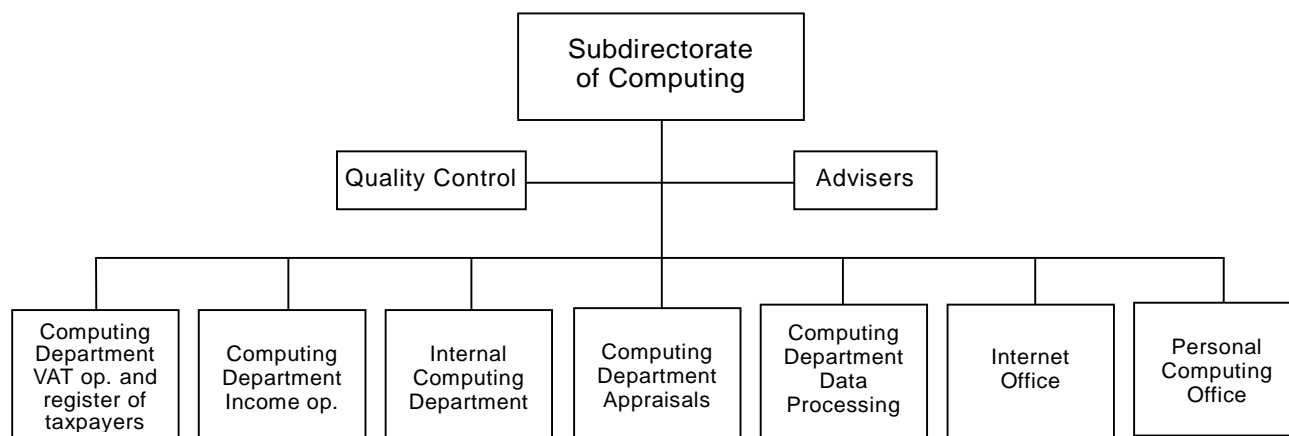 Subdirectorate
of Computing
Quality Control
Advisers
Computing
Department
VAT op. and
register of
taxpayers
Computing
Department
Income op.
Internal
Computing
Department
Computing
Department
Appraisals
Computing
Department
Data
Processing
Internet
Office
Personal
Computing
Office